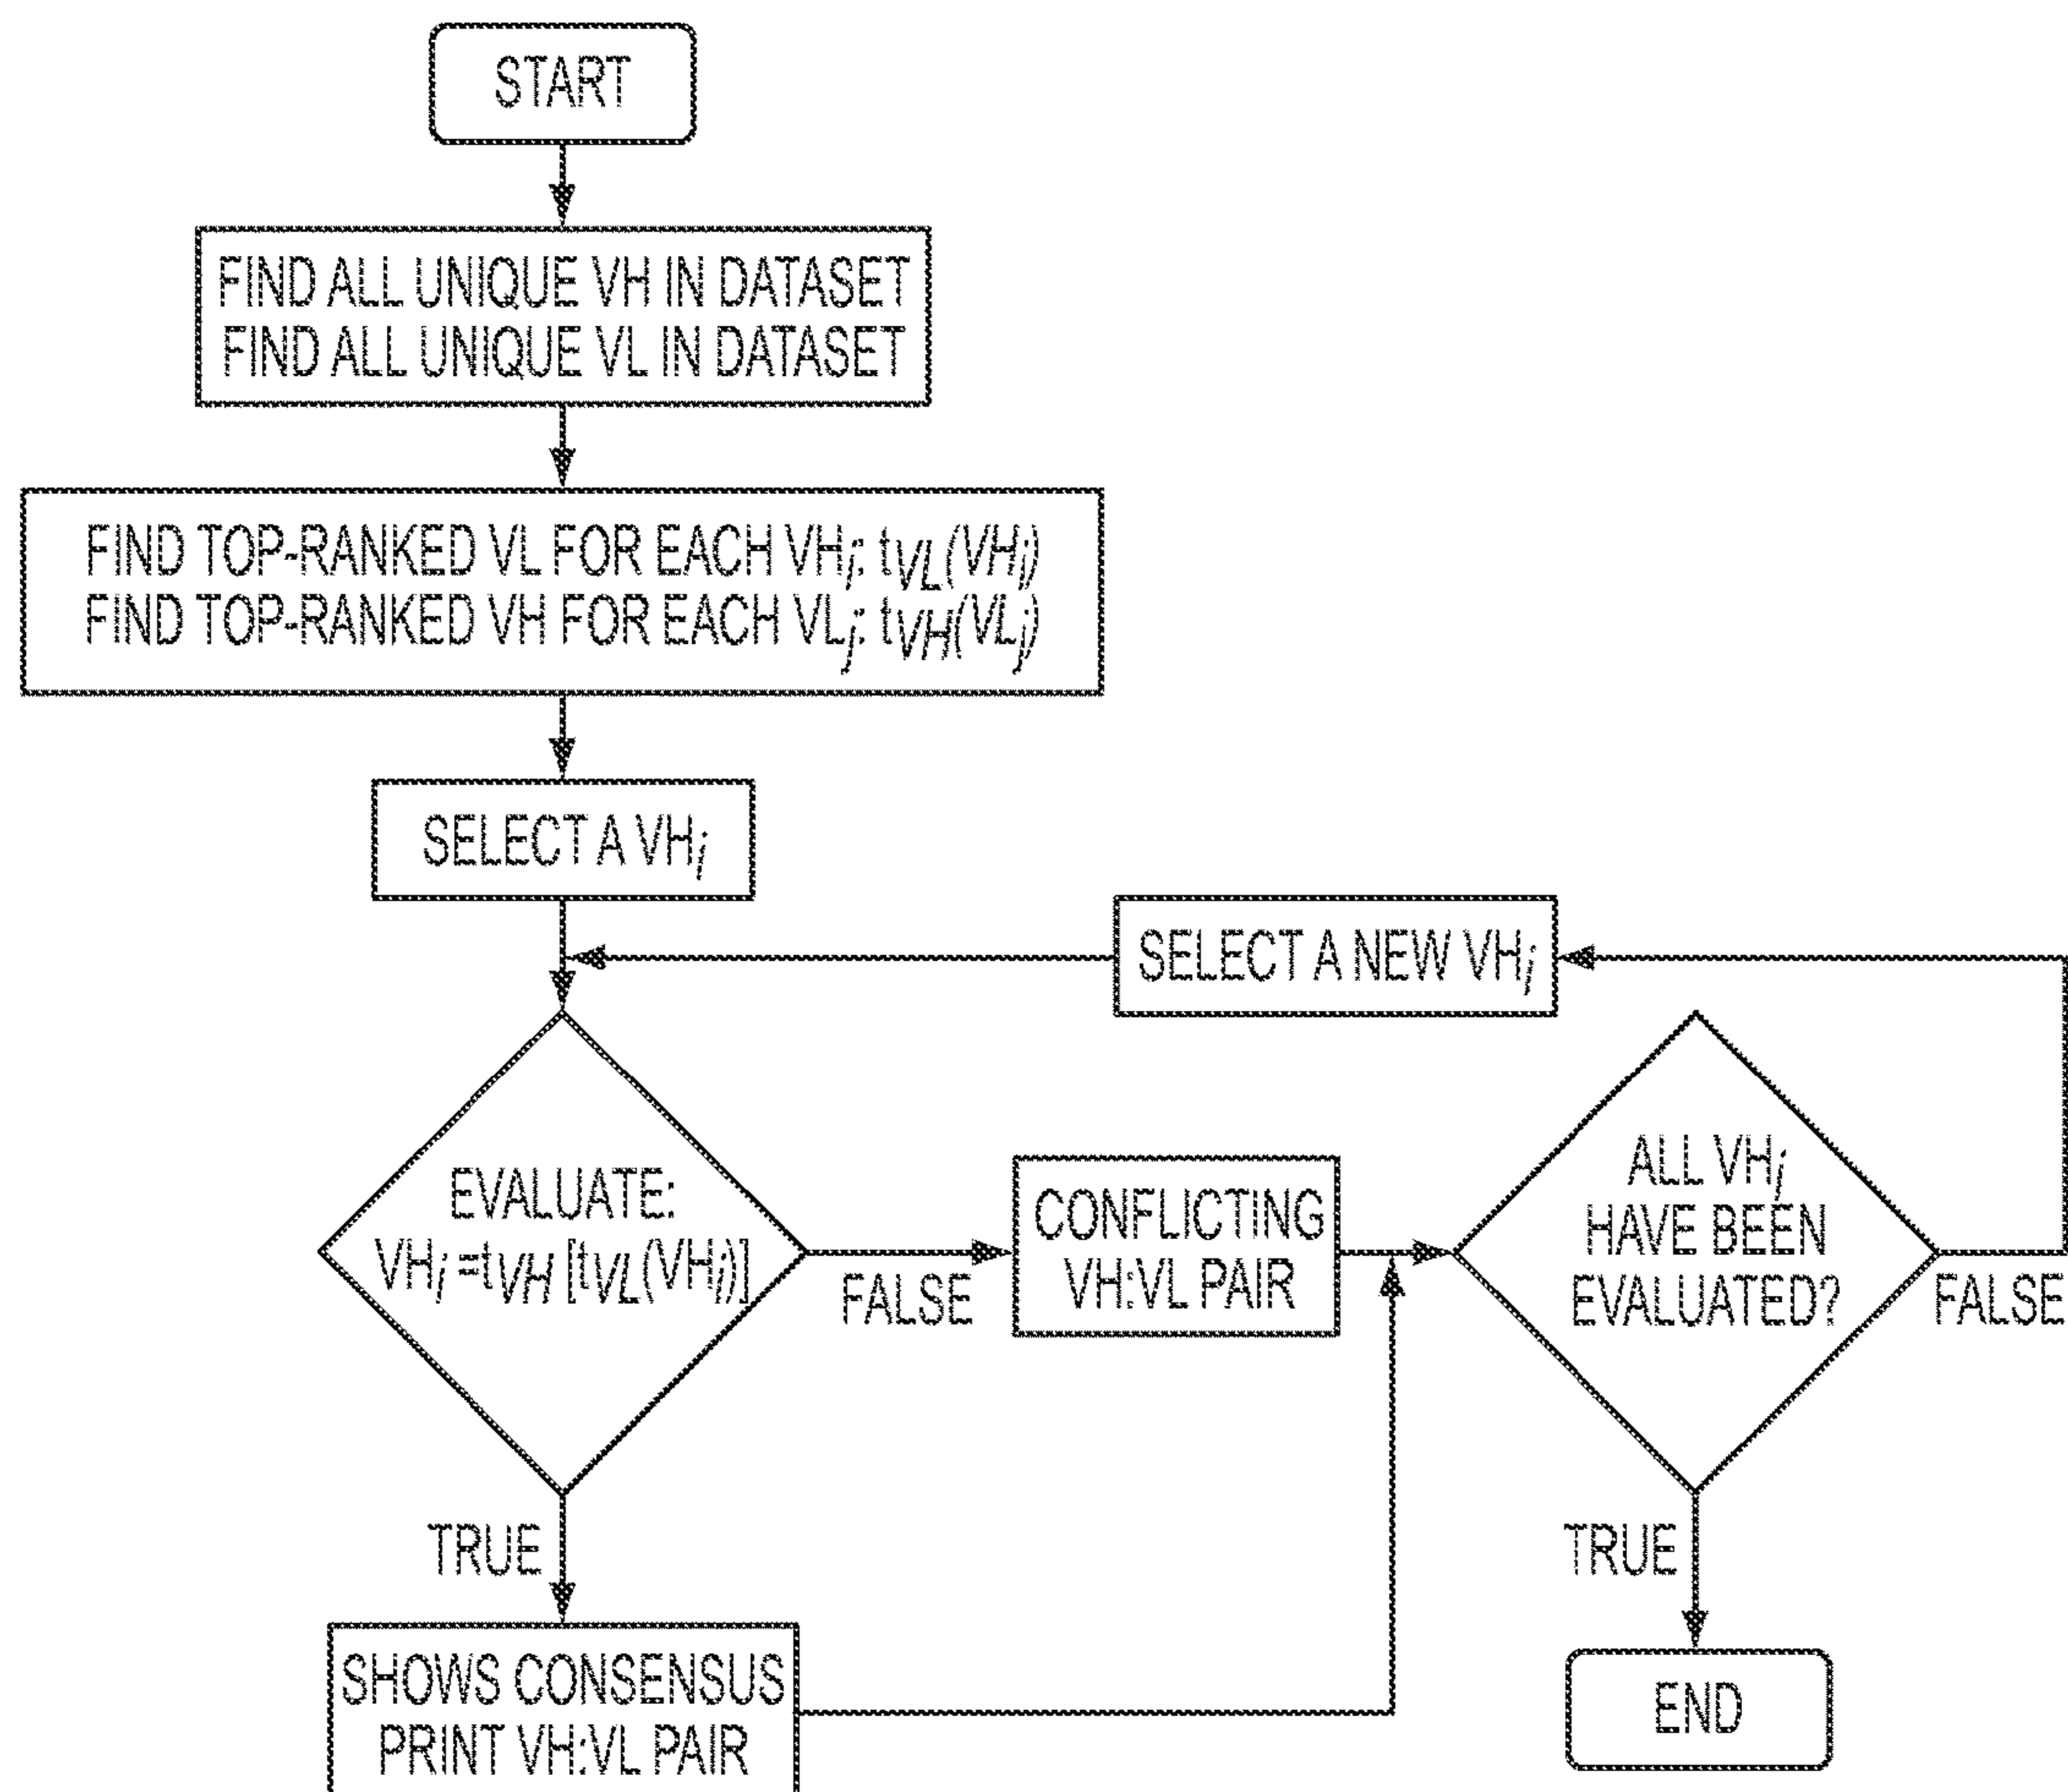 START
FIND ALL UNIQUE VH IN DATASET
FIND ALL UNIQUE VL IN DATASET
FIND TOP-RANKED VL FOR EACH VHi: tVL(VHi)
FIND TOP-RANKED VH FOR EACH VLj: tVH(VLj)
SELECT A VHi
SELECT A NEW VHi
EVALUATE:
VHi =tVH [tVL(VHi)]
FALSE
CONFLICTING
VH:VL PAIR
ALL VHi
HAVE BEEN
EVALUATED?
FALSE
TRUE
TRUE
SHOWS CONSENSUS
PRINT VH:VL PAIR
END